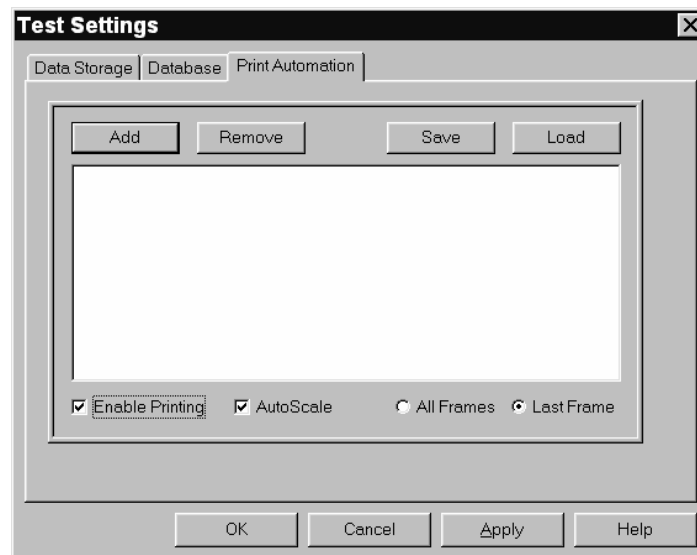 Test Settings
Data Storage Database Print Automation
Add Remove Save Load
Enable Printing AutoScale All Frames Last Frame
OK Cancel Apply Help